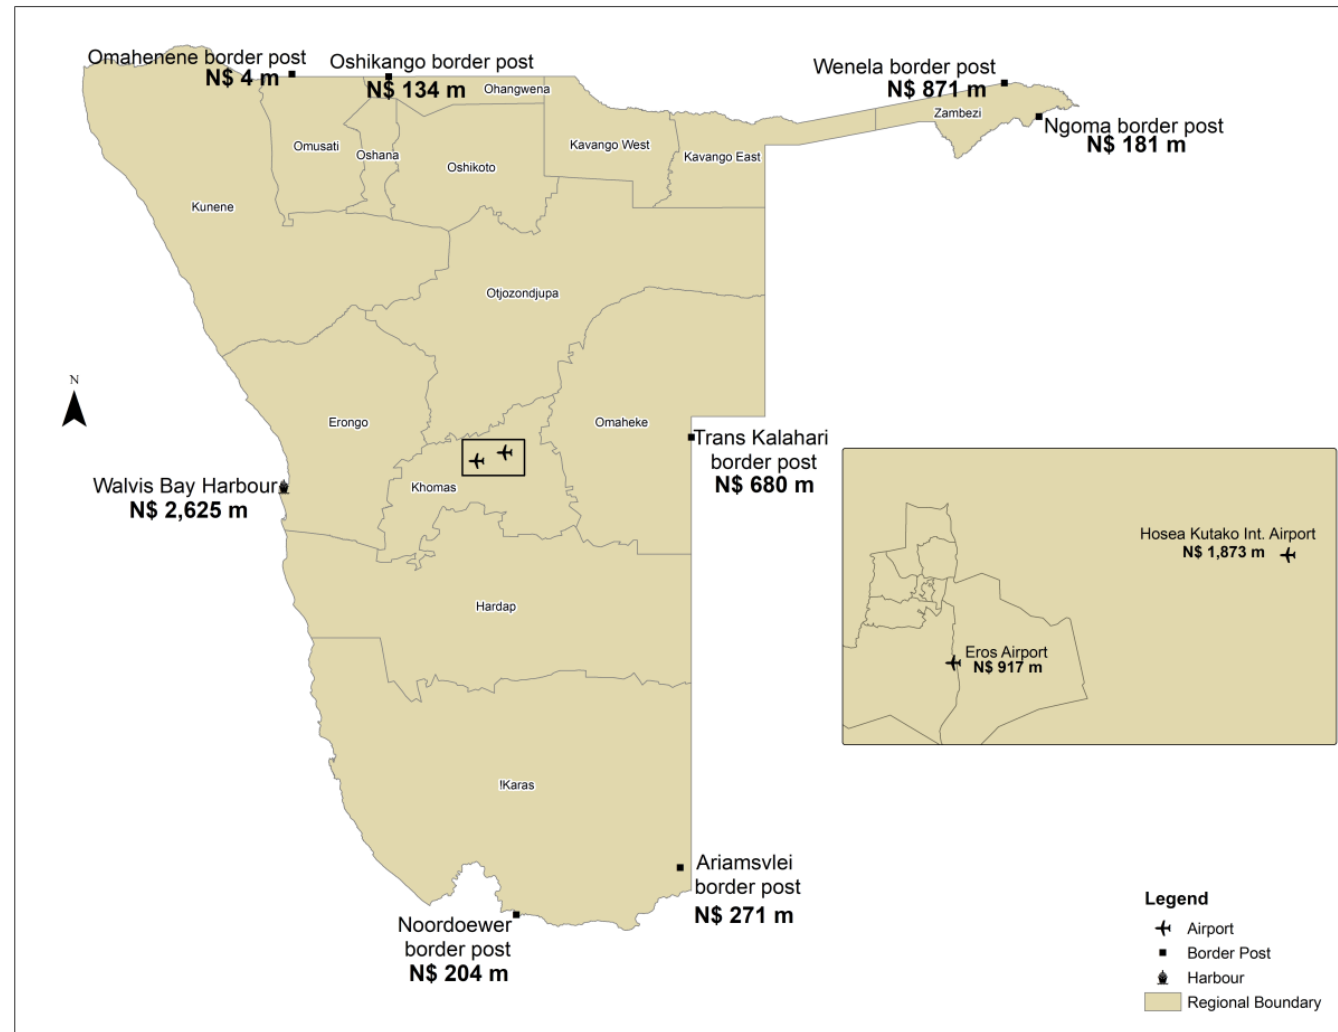 Omahenene border post
N$ 4 m
Oshikango border post
N$ 134 m
Wenela border post
N$ 871 m
Ngoma border post
N$ 181 m
Ohangwena
Zambezi
Omusati
Oshana
Oshikoto
Kavango West
Kavango East
Kunene
Otjozondjupa
N
Erongo
Omaheke
Trans Kalahari
border post
N$ 680 m
Walvis Bay Harbour
N$ 2,625 m
Khomas
Hosea Kutako Int. Airport
N$ 1,873 m
Eros Airport
N$ 917 m
Hardap
!Karas
Ariamsvlei
border post
N$ 271 m
Noordoewer
border post
N$ 204 m
Legend
Airport
Border Post
Harbour
Regional Boundary